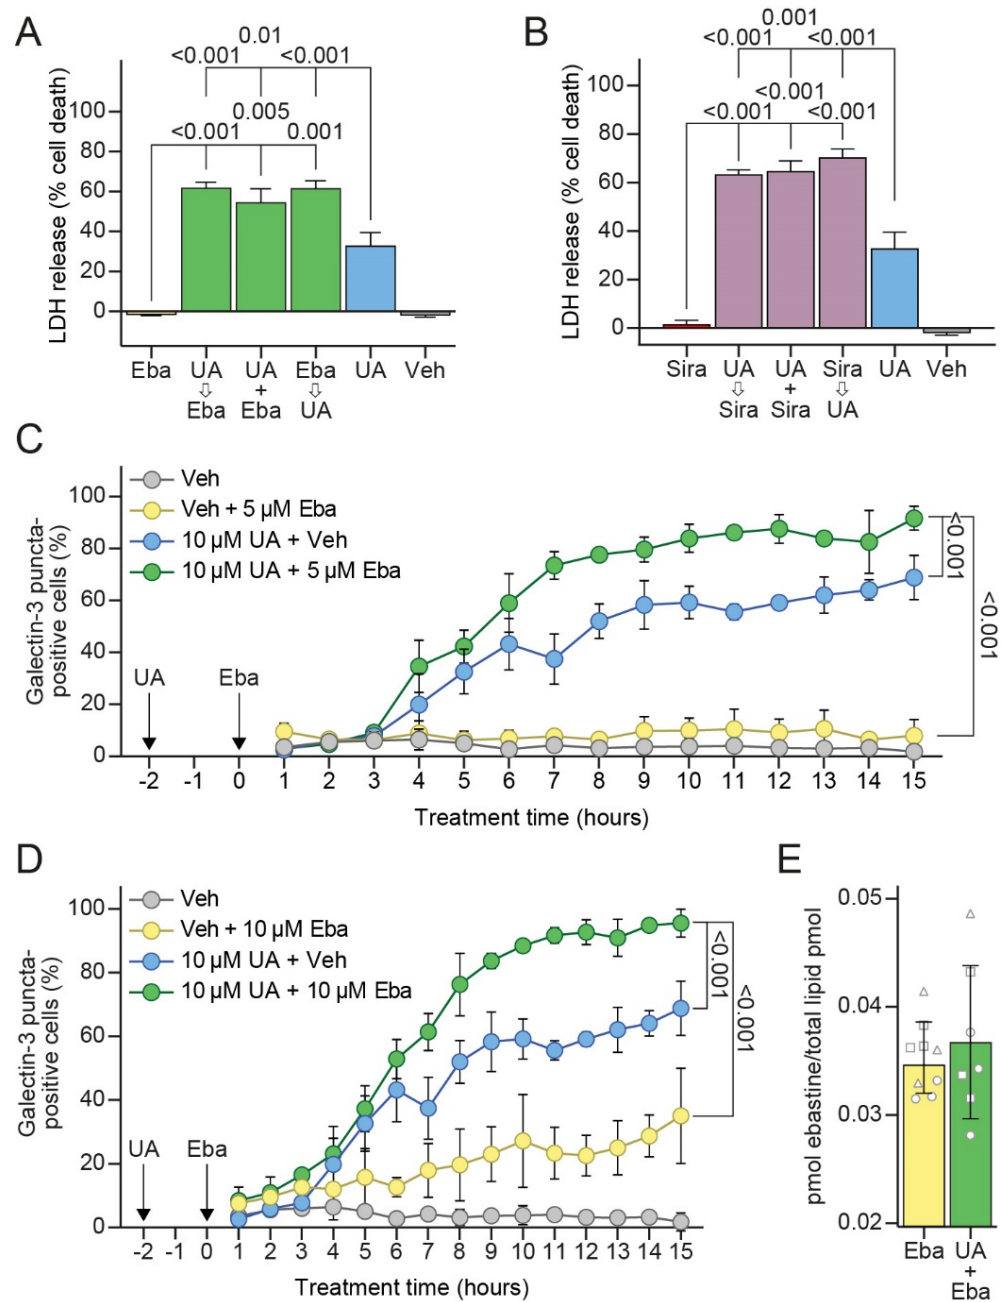 A
0.01
<0.001 <0.001
0.005
<0.001 0.001
LDH release (% cell death)
100
80
60
40
20
0
Eba UA UA Eba UA Veh
⇩ + ⇩
Eba Eba UA
B
0.001
<0.001 <0.001
<0.001
<0.001 <0.001
LDH release (% cell death)
100
80
60
40
20
0
Sira UA UA Sira UA Veh
⇩ + ⇩
Sira Sira UA
C
Veh
Veh + 5 µM Eba
10 µM UA + Veh
10 µM UA + 5 µM Eba
Galectin-3 puncta-
positive cells (%)
100
80
60
40
20
0
UA Eba
<0.001
<0.001
-2 -1 0 1 2 3 4 5 6 7 8 9 10 11 12 13 14 15
Treatment time (hours)
D
Veh
Veh + 10 µM Eba
10 µM UA + Veh
10 µM UA + 10 µM Eba
Galectin-3 puncta-
positive cells (%)
100
80
60
40
20
0
UA Eba
<0.001
<0.001
-2 -1 0 1 2 3 4 5 6 7 8 9 10 11 12 13 14 15
Treatment time (hours)
E
pmol ebastine/total lipid pmol
0.05
0.04
0.03
0.02
Eba UA
+
Eba